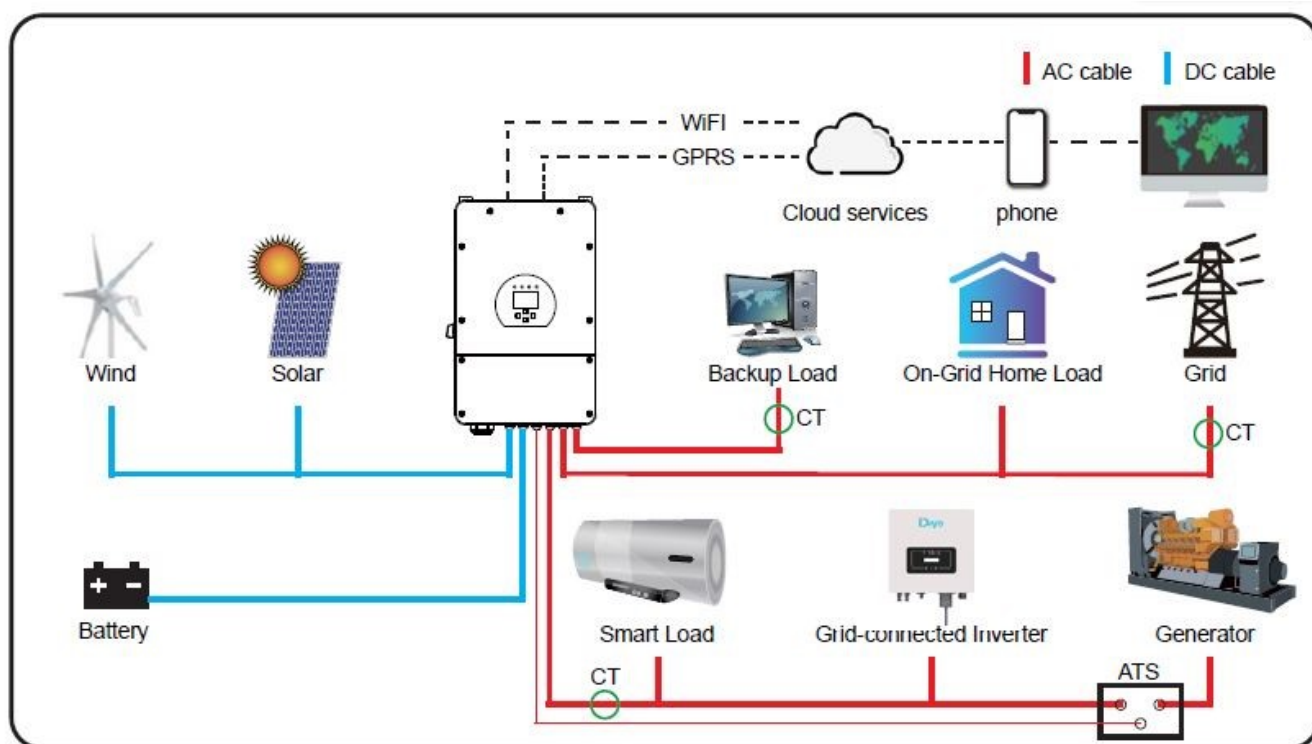 AC cable
DC cable
WiFI
GPRS
Cloud services
phone
Wind
Solar
Backup Load
On-Grid Home Load
Grid
CT
CT
Deye
Battery
Smart Load
Grid-connected Inverter
Generator
CT
ATS